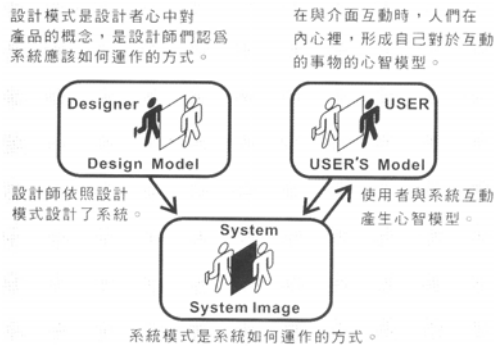 設計模式是設計者心中對
產品的概念，是設計師們認爲
系統應該如何運作的方式。
在與介面互動時，人們在
內心裡，形成自己對於互動
的事物的心智模型。
Designer
Design Model
USER
USER'S Model
設計師依照設計
模式設計了系統。
使用者與系統互動
產生心智模型。
System
System Image
系統模式是系統如何運作的方式。